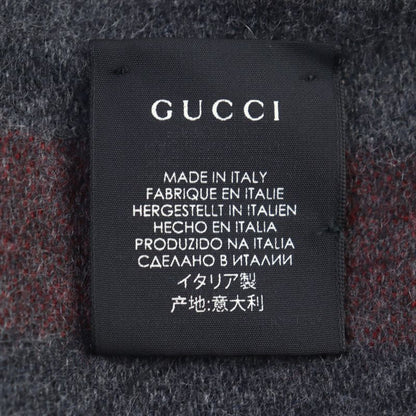 GUCCI
MADE IN ITALY
FABRIQUE EN ITALIE
HERGESTELLT IN ITALIEN
HECHO EN ITALIA
PRODUZIDO NA ITALIA
СДЕЛАНО В ИТАЛИИ
イタリア製
产地:意大利